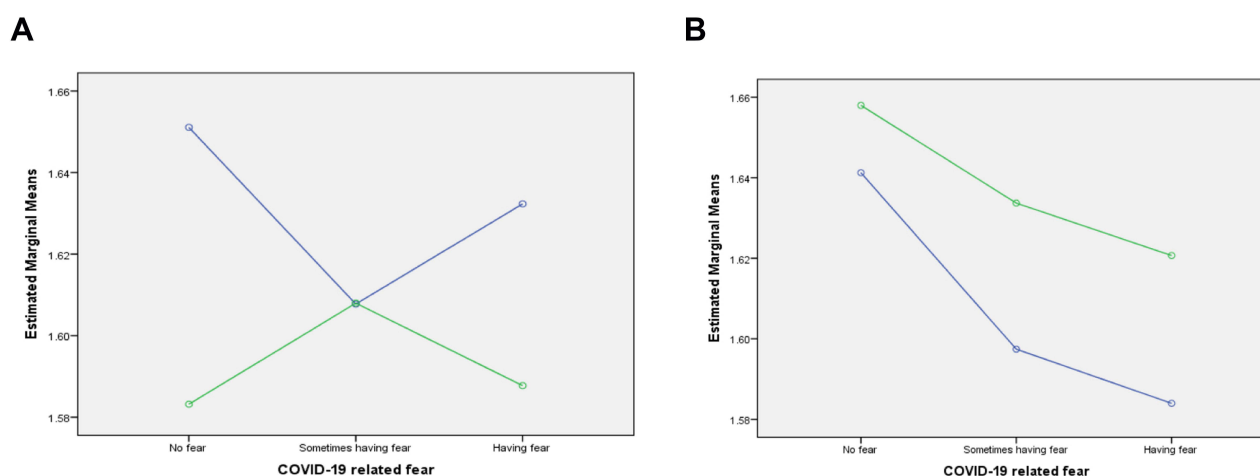 A
1.66
1.64
1.62
1.60
1.58
Estimated Marginal Means
No fear
Sometimes having fear
Having fear
COVID-19 related fear
B
1.66
1.64
1.62
1.60
1.58
Estimated Marginal Means
No fear
Sometimes having fear
Having fear
COVID-19 related fear